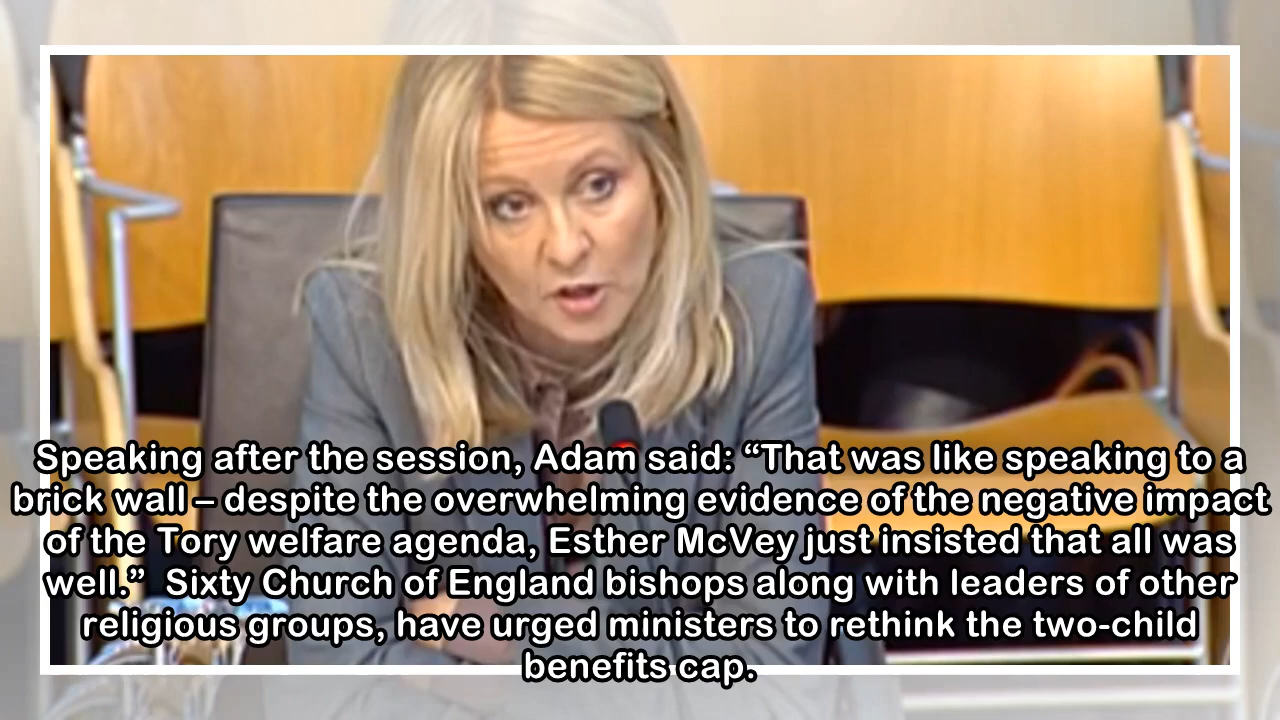 Speaking after the session, Adam said: “That was like speaking to a
brick wall – despite the overwhelming evidence of the negative impact
of the Tory welfare agenda, Esther McVey just insisted that all was
well.”  Sixty Church of England bishops along with leaders of other
religious groups, have urged ministers to rethink the two-child
benefits cap.